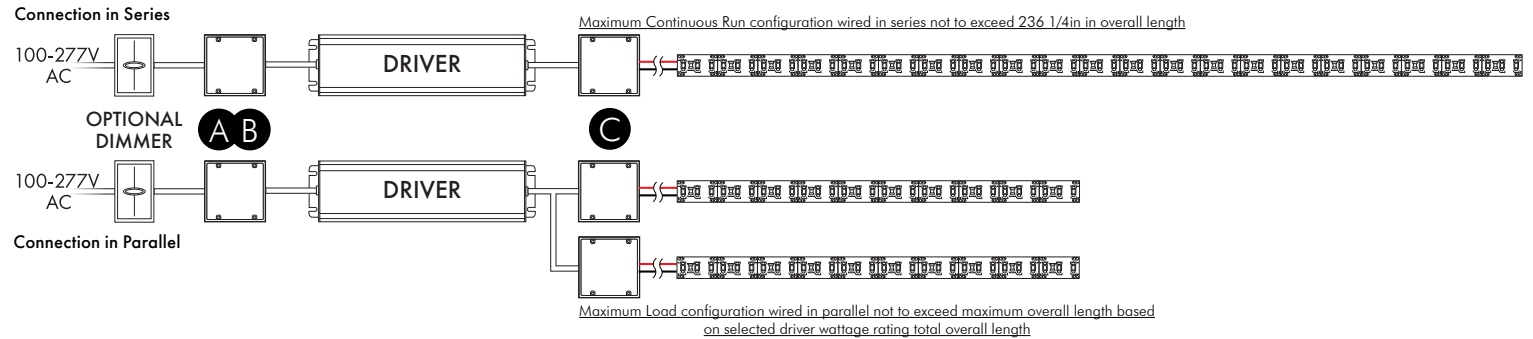 Connection in Series
Maximum Continuous Run configuration wired in series not to exceed 236 1/4in in overall length
100-277V
AC
DRIVER
OPTIONAL
DIMMER
A B
C
100-277V
AC
DRIVER
Connection in Parallel
Maximum Load configuration wired in parallel not to exceed maximum overall length based
on selected driver wattage rating total overall length